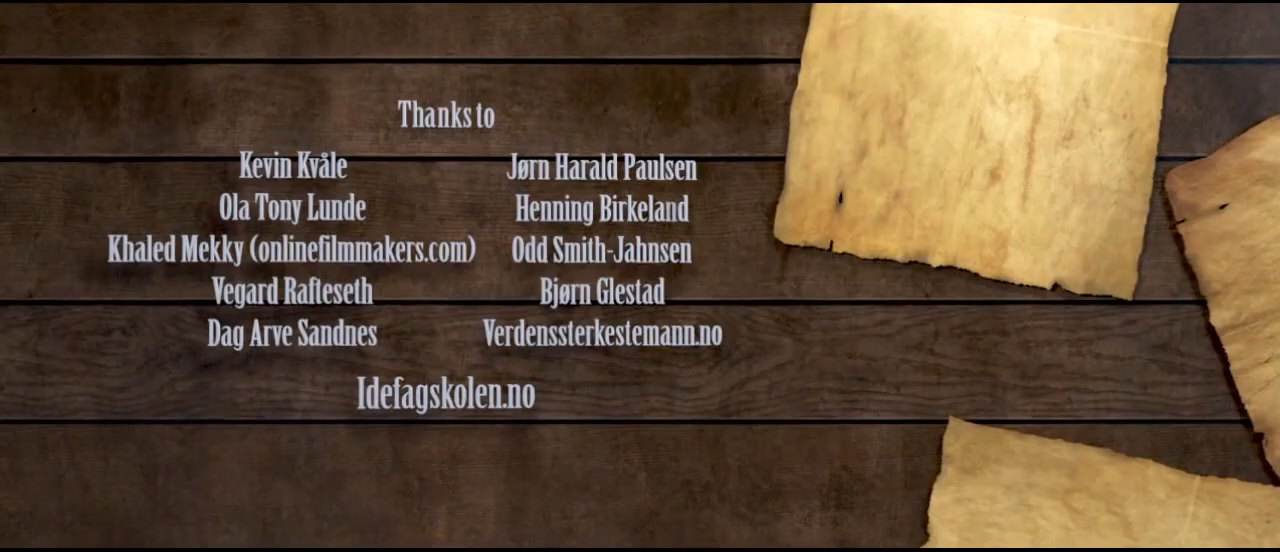 Thanks to
Kevin Kvåle
Ola Tony Lunde
Khaled Mekky (onlinefilmmakers.com)
Vegard Rafteseth
Dag Arve Sandnes
Jørn Harald Paulsen
Henning Birkeland
Odd Smith-Jahnsen
Bjørn Glestad
Verdenssterkestemann.no
Idefagskolen.no